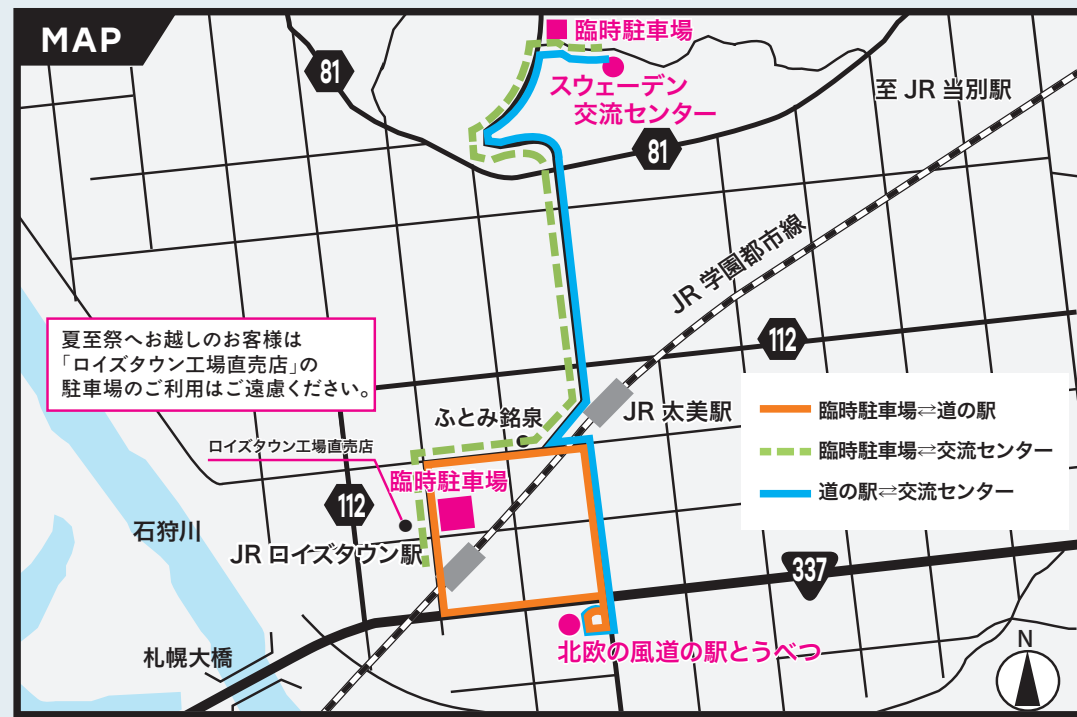 MAP
臨時駐車場
81
スウェーデン
交流センター
至 JR 当別駅
81
JR 学園都市線
夏至祭へお越しのお客様は
「ロイズタウン工場直売店」の
駐車場のご利用はご遠慮ください。
112
JR 太美駅
臨時駐車場⇄道の駅
ふとみ銘泉
臨時駐車場⇄交流センター
ロイズタウン工場直売店
臨時駐車場
道の駅⇄交流センター
112
石狩川
JR ロイズタウン駅
337
北欧の風道の駅とうべつ
札幌大橋
N